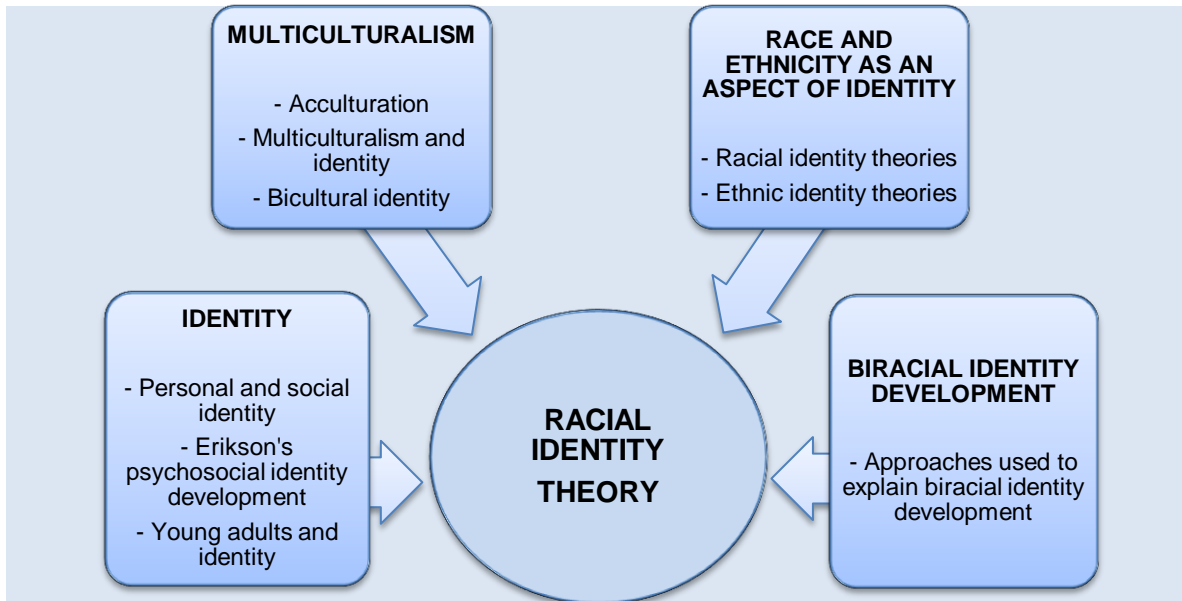 MULTICULTURALISM
- Acculturation
- Multiculturalism and
identity
- Bicultural identity
RACE AND
ETHNICITY AS AN
ASPECT OF IDENTITY
- Racial identity theories
- Ethnic identity theories
IDENTITY
- Personal and social
identity
- Erikson's
psychosocial identity
development
- Young adults and
identity
RACIAL
IDENTITY
THEORY
BIRACIAL IDENTITY
DEVELOPMENT
- Approaches used to
explain biracial identity
development